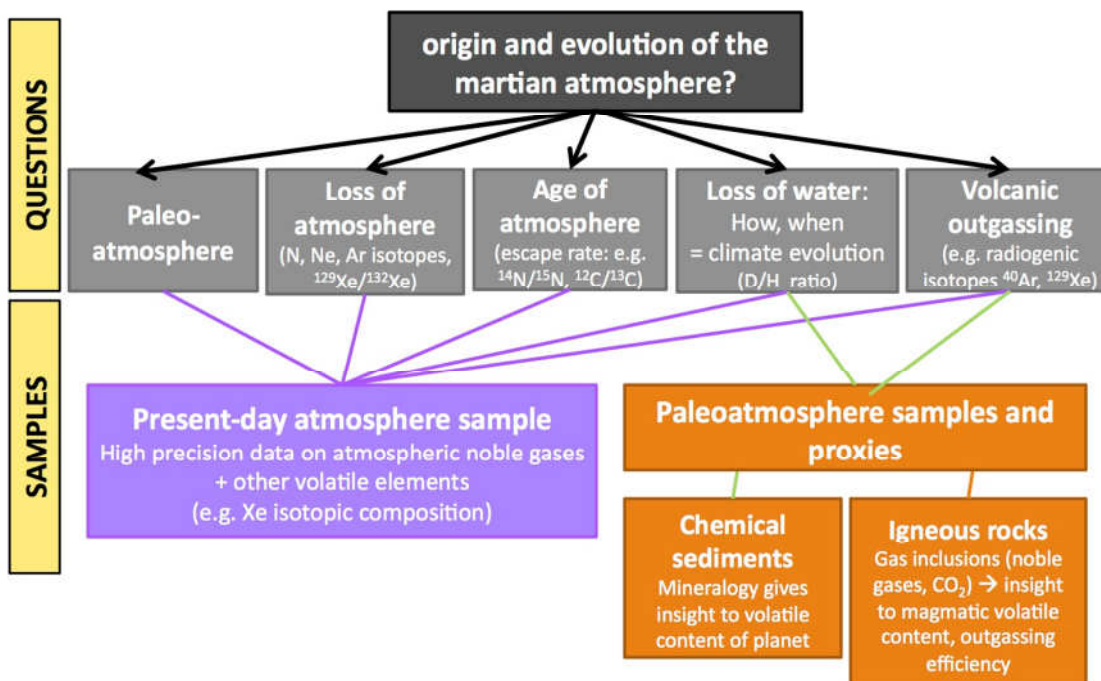 QUESTIONS
origin and evolution of the
martian atmosphere?
Paleo-
atmosphere
Loss of
atmosphere
(N, Ne, Ar isotopes,
¹²⁹Xe/¹³²Xe)
Age of
atmosphere
(escape rate: e.g.
¹⁴N/¹⁵N, ¹²C/¹³C)
Loss of water:
How, when
= climate evolution
(D/H ratio)
Volcanic
outgassing
(e.g. radiogenic
isotopes ⁴⁰Ar, ¹²⁹Xe)
SAMPLES
Present-day atmosphere sample
High precision data on atmospheric noble gases
+ other volatile elements
(e.g. Xe isotopic composition)
Paleoatmosphere samples and
proxies
Chemical
sediments
Mineralogy gives
insight to volatile
content of planet
Igneous rocks
Gas inclusions (noble
gases, CO₂) → insight
to magmatic volatile
content, outgassing
efficiency